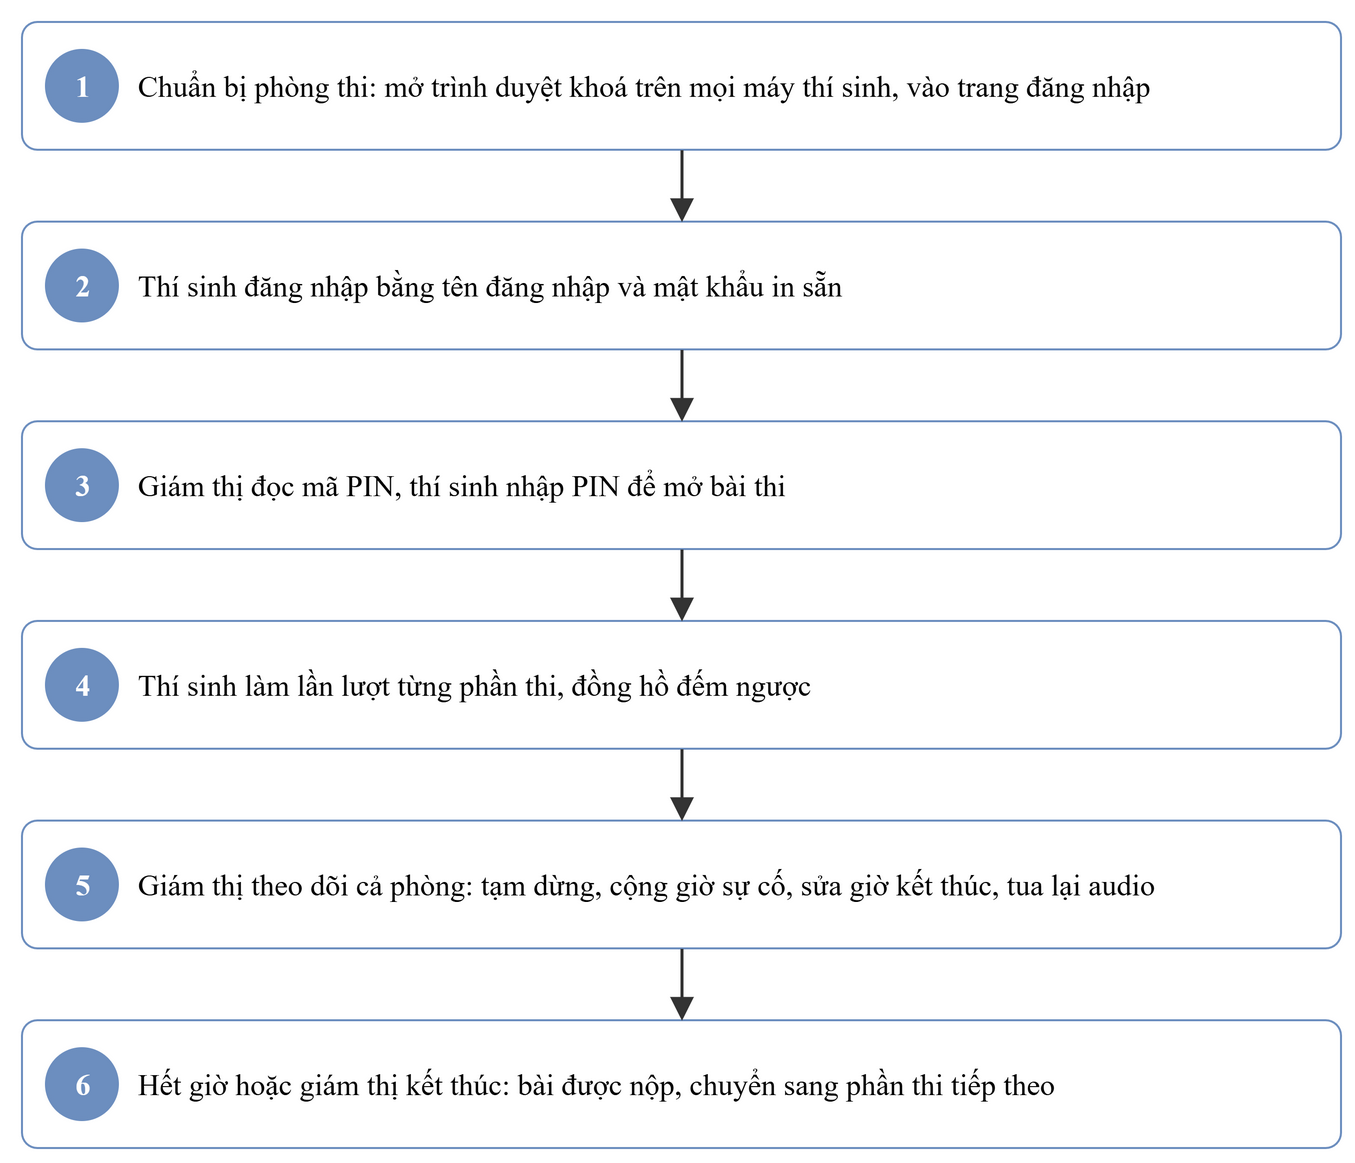 1 Chuẩn bị phòng thi: mở trình duyệt khoá trên mọi máy thí sinh, vào trang đăng nhập
2 Thí sinh đăng nhập bằng tên đăng nhập và mật khẩu in sẵn
3 Giám thị đọc mã PIN, thí sinh nhập PIN để mở bài thi
4 Thí sinh làm lần lượt từng phần thi, đồng hồ đếm ngược
5 Giám thị theo dõi cả phòng: tạm dừng, cộng giờ sự cố, sửa giờ kết thúc, tua lại audio
6 Hết giờ hoặc giám thị kết thúc: bài được nộp, chuyển sang phần thi tiếp theo